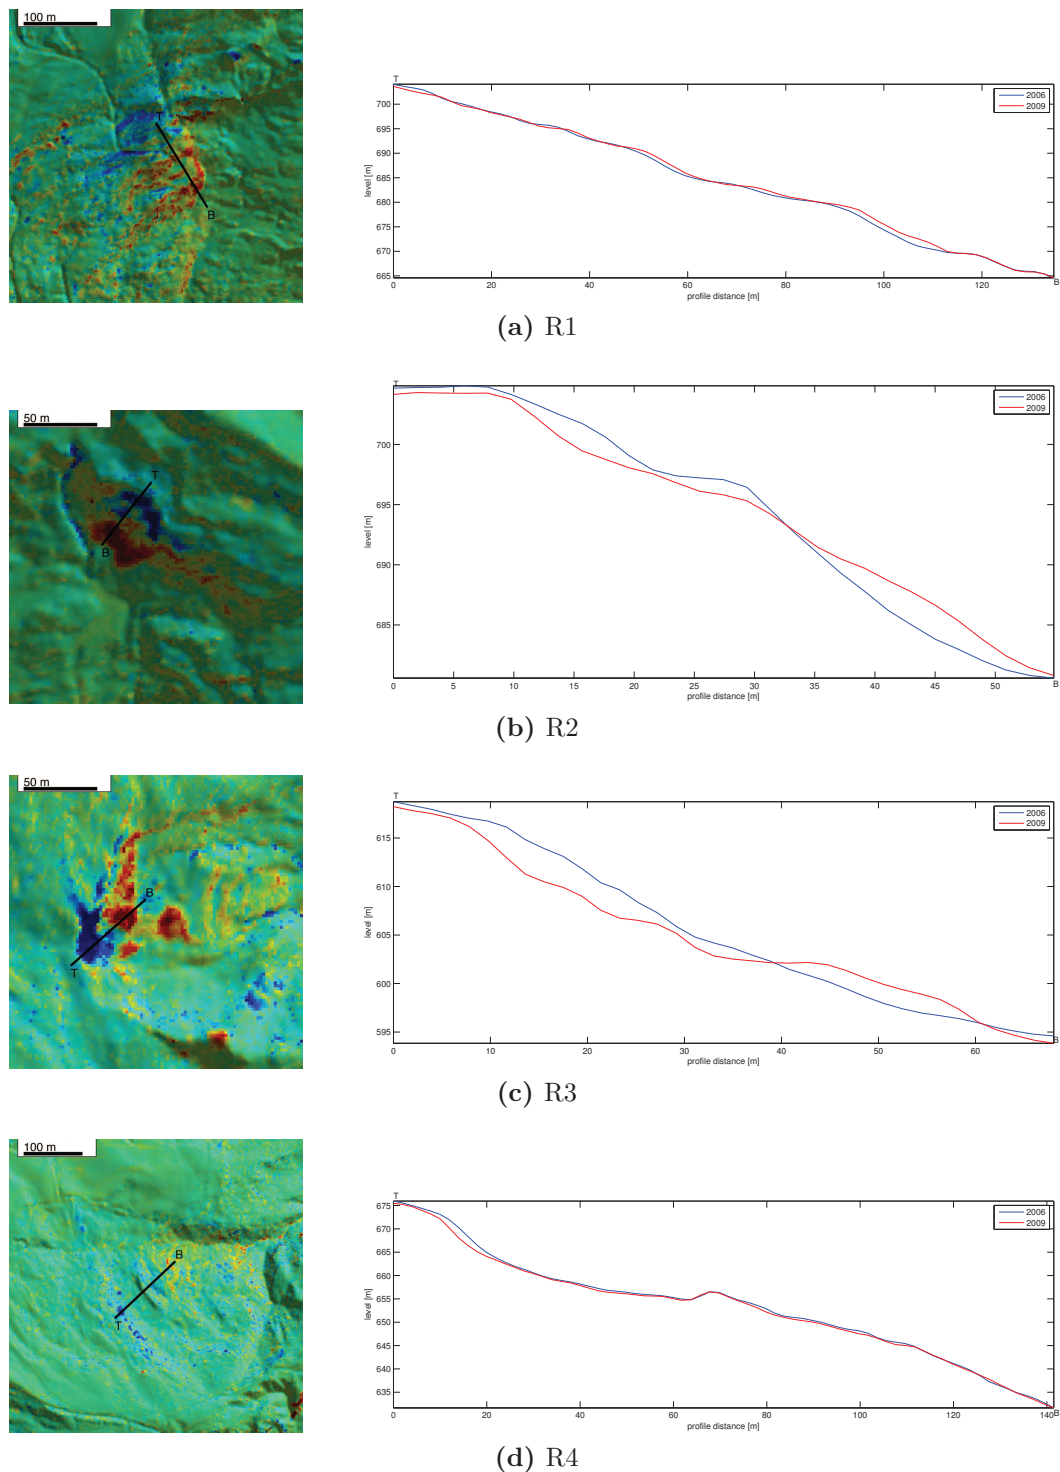 100 m
T
B
T
700
695
690
685
680
675
670
665
level [m]
2006
2009
0 20 40 60 80 100 120
B
profile distance [m]
(a) R1
50 m
T
B
T
700
695
690
685
level [m]
2006
2009
0 5 10 15 20 25 30 35 40 45 50
B
profile distance [m]
(b) R2
50 m
B
T
T
615
610
605
600
595
level [m]
2006
2009
0 10 20 30 40 50 60
B
profile distance [m]
(c) R3
100 m
B
T
T
675
670
665
660
655
650
645
640
635
level [m]
2006
2009
0 20 40 60 80 100 120 140
B
profile distance [m]
(d) R4